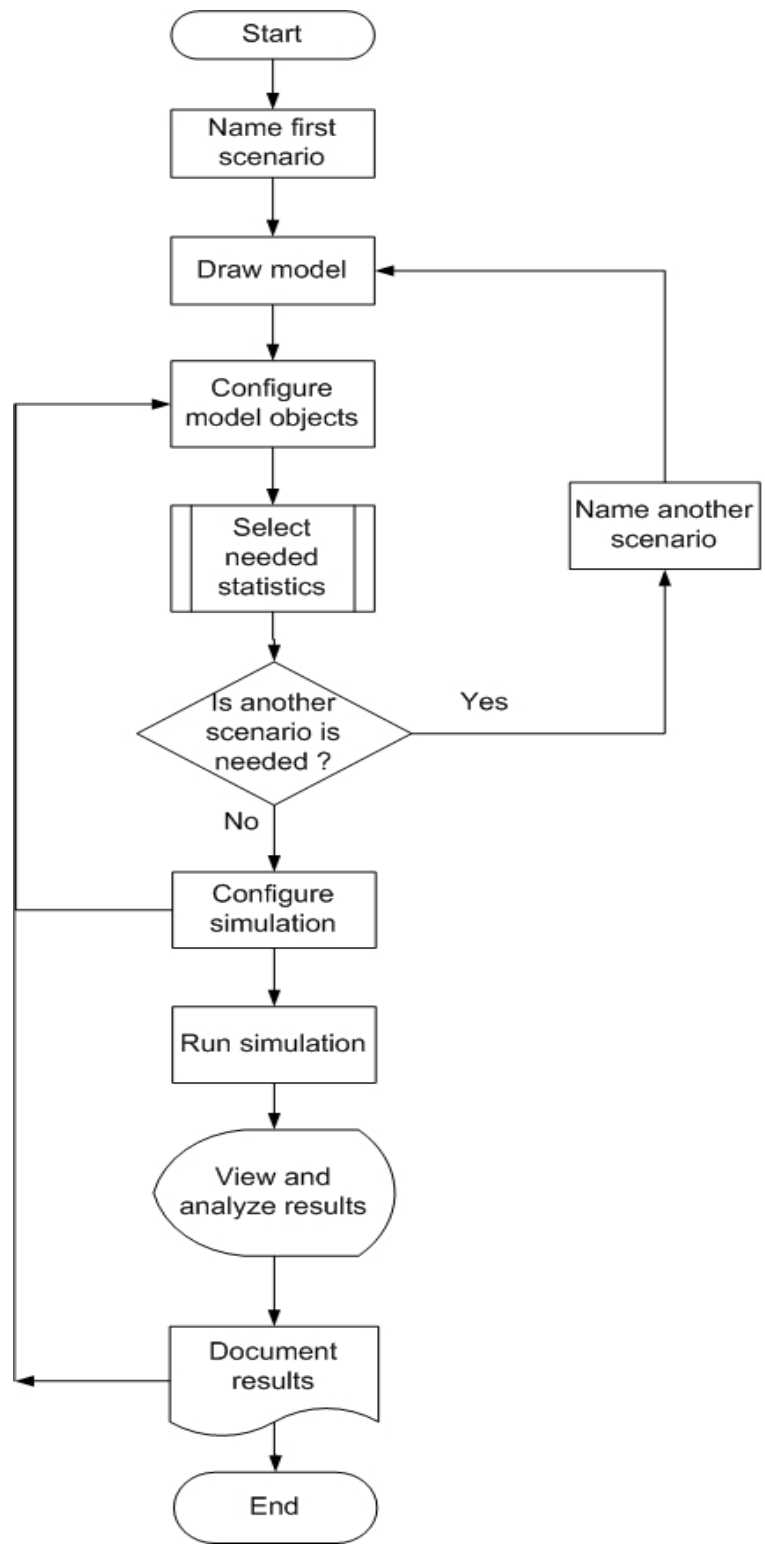 Start
Name first
scenario
Draw model
Configure
model objects
Select
needed
statistics
Name another
scenario
Is another
scenario is
needed ?
Yes
No
Configure
simulation
Run simulation
View and
analyze results
Document
results
End